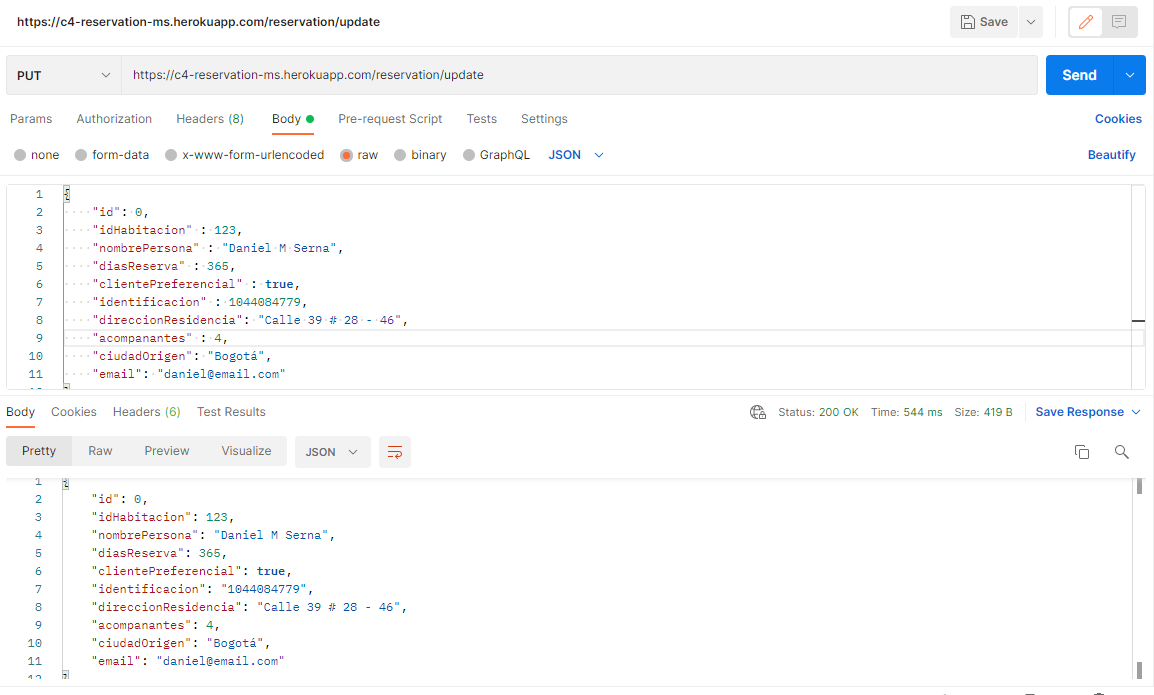 https://c4-reservation-ms.herokuapp.com/reservation/update Save
PUT https://c4-reservation-ms.herokuapp.com/reservation/update Send
Params Authorization Headers (8) Body Pre-request Script Tests Settings Cookies
none form-data x-www-form-urlencoded raw binary GraphQL JSON Beautify
1 {
2 "id": 0,
3 "idHabitacion" : 123,
4 "nombrePersona" : "Daniel M Serna",
5 "diasReserva" : 365,
6 "clientePreferencial" : true,
7 "identificacion" : 1044084779,
8 "direccionResidencia": "Calle 39 # 28 - 46",
9 "acompanantes" : 4,
10 "ciudadOrigen": "Bogotá",
11 "email": "daniel@email.com"
Body Cookies Headers (6) Test Results Status: 200 OK Time: 544 ms Size: 419 B Save Response
Pretty Raw Preview Visualize JSON
1 {
2 "id": 0,
3 "idHabitacion": 123,
4 "nombrePersona": "Daniel M Serna",
5 "diasReserva": 365,
6 "clientePreferencial": true,
7 "identificacion": "1044084779",
8 "direccionResidencia": "Calle 39 # 28 - 46",
9 "acompanantes": 4,
10 "ciudadOrigen": "Bogotá",
11 "email": "daniel@email.com"
12 }